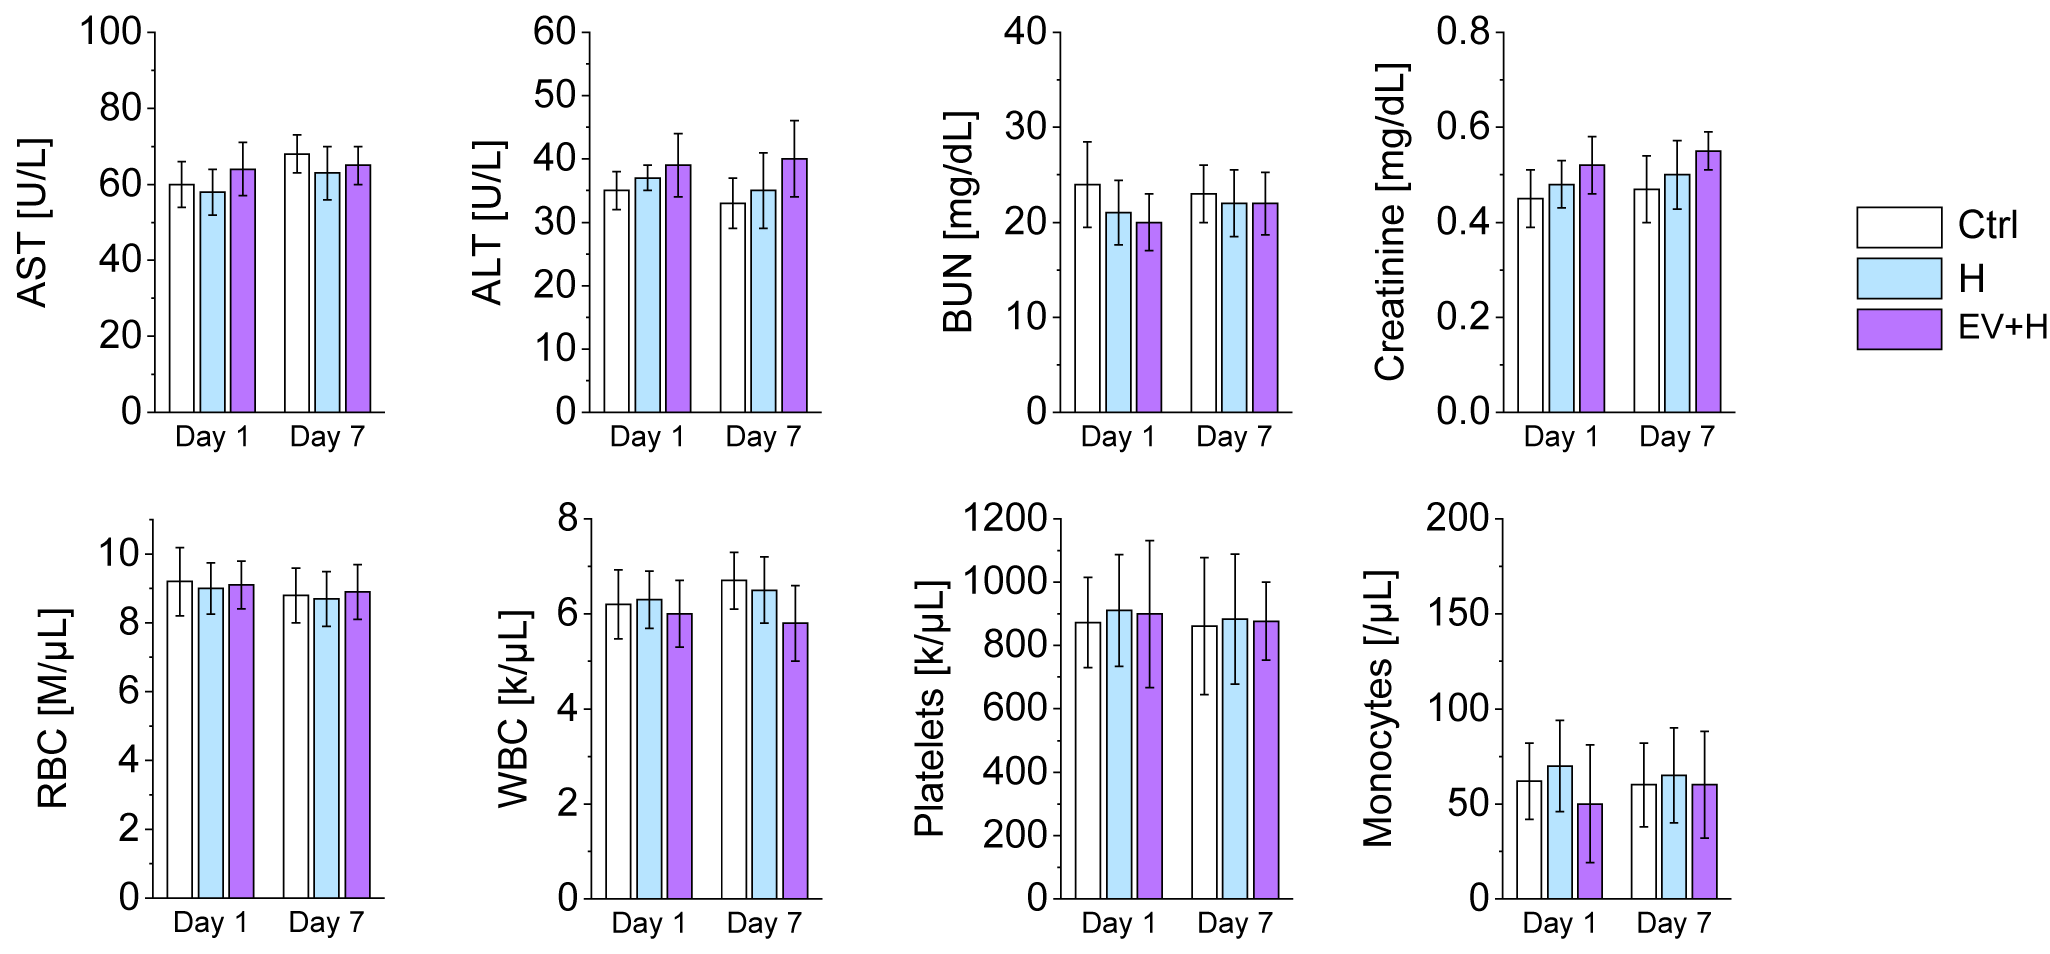 AST [U/L]
100
80
60
40
20
0
Day 1
Day 7
ALT [U/L]
60
50
40
30
20
10
0
Day 1
Day 7
BUN [mg/dL]
40
30
20
10
0
Day 1
Day 7
Creatinine [mg/dL]
0.8
0.6
0.4
0.2
0.0
Day 1
Day 7
Ctrl
H
EV+H
RBC [M/μL]
10
8
6
4
2
0
Day 1
Day 7
WBC [k/μL]
8
6
4
2
0
Day 1
Day 7
Platelets [k/μL]
1200
1000
800
600
400
200
0
Day 1
Day 7
Monocytes [/μL]
200
150
100
50
0
Day 1
Day 7